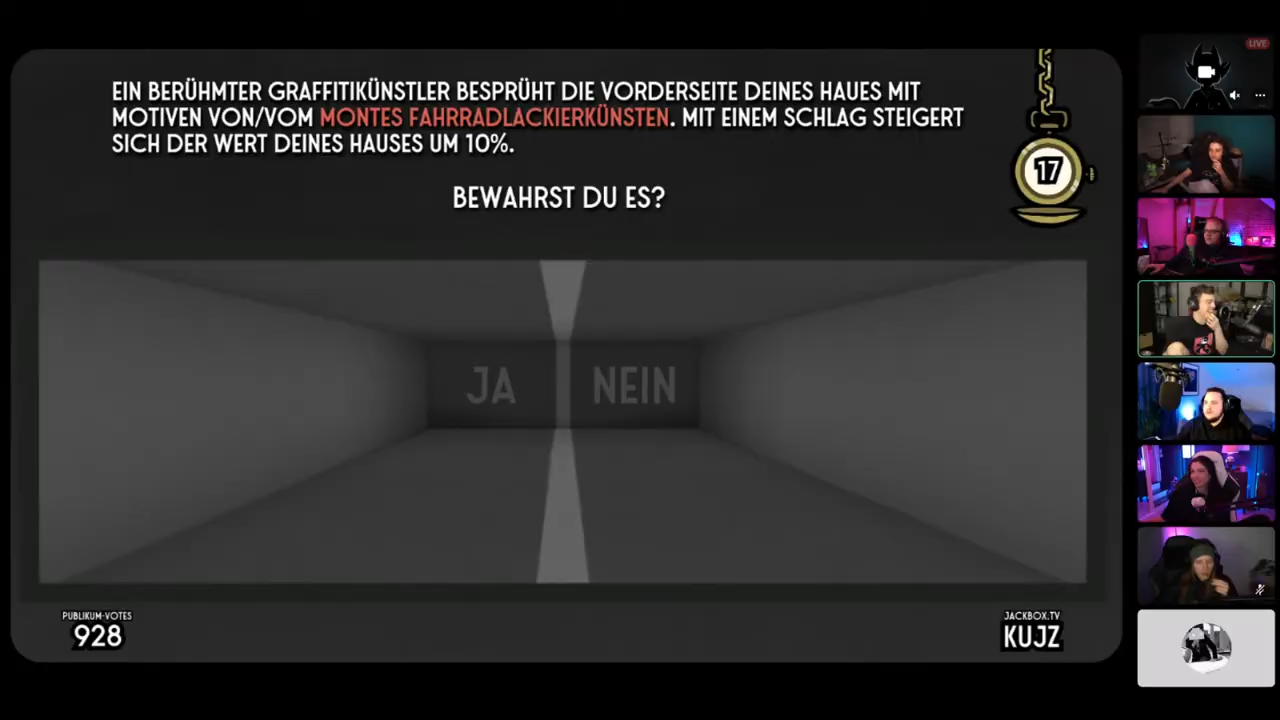 EIN BERÜHMTER GRAFFITIKÜNSTLER BESPRÜHT DIE VORDERSEITE DEINES HAUES MIT
MOTIVEN VON/VOM MONTES FAHRRADLACKIERKÜNSTEN. MIT EINEM SCHLAG STEIGERT
SICH DER WERT DEINES HAUSES UM 10%.
17
BEWAHRST DU ES?
JA
NEIN
PUBLIKUM-VOTES
928
JACKBOX.TV
KUJZ
LIVE